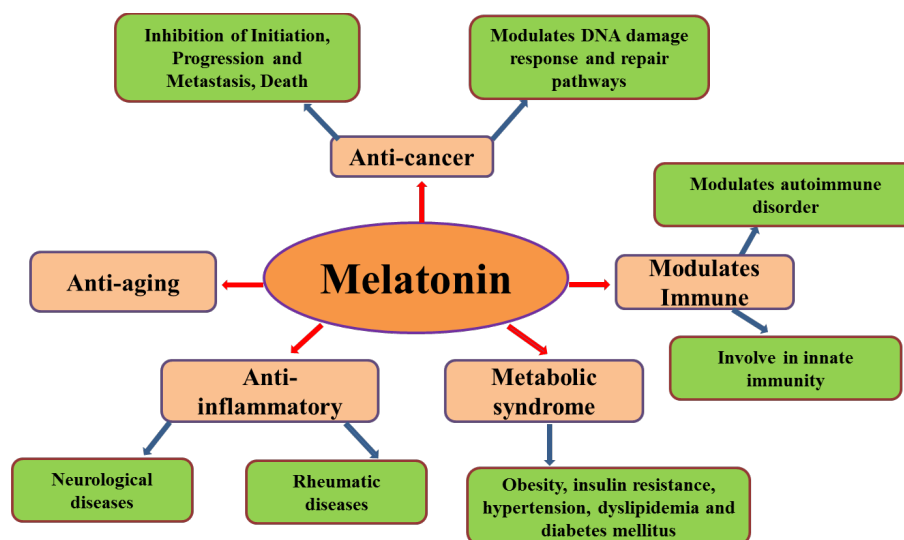 Inhibition of Initiation,
Progression and
Metastasis, Death
Modulates DNA damage
response and repair
pathways
Anti-cancer
Modulates autoimmune
disorder
Anti-aging
Melatonin
Modulates
Immune
Involve in innate
immunity
Anti-
inflammatory
Metabolic
syndrome
Neurological
diseases
Rheumatic
diseases
Obesity, insulin resistance,
hypertension, dyslipidemia and
diabetes mellitus